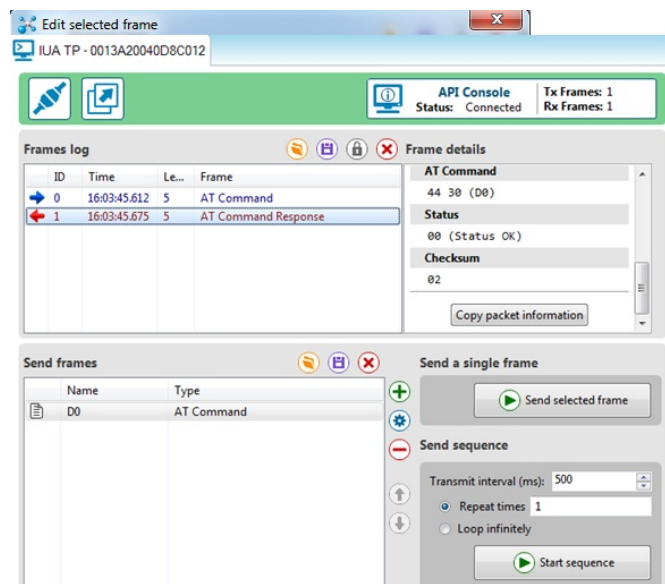 Edit selected frame
IUA TP - 0013A20040D8C012
API Console
Status: Connected
Tx Frames: 1
Rx Frames: 1
Frames log
ID Time Le... Frame
0 16:03:45.612 5 AT Command
1 16:03:45.675 5 AT Command Response
Frame details
AT Command
44 30 (D0)
Status
00 (Status OK)
Checksum
02
Copy packet information
Send frames
Name Type
D0 AT Command
Send a single frame
Send selected frame
Send sequence
Transmit interval (ms): 500
Repeat times 1
Loop infinitely
Start sequence